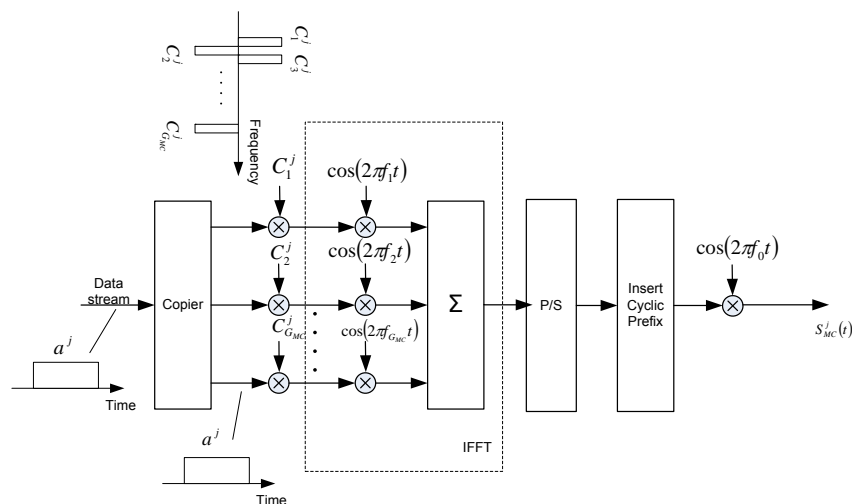 C_1^j
C_2^j
C_3^j
. . . . .
C_{G_{MC}}^j
Frequency
C_1^j
cos(2πf_1t)
C_2^j
cos(2πf_2t)
cos(2πf_0t)
Data stream
Copier
Σ
P/S
Insert Cyclic Prefix
S_{MC}^j(t)
C_{G_{MC}}^j
cos(2πf_{G_{MC}}t)
a^j
Time
IFFT
a^j
Time